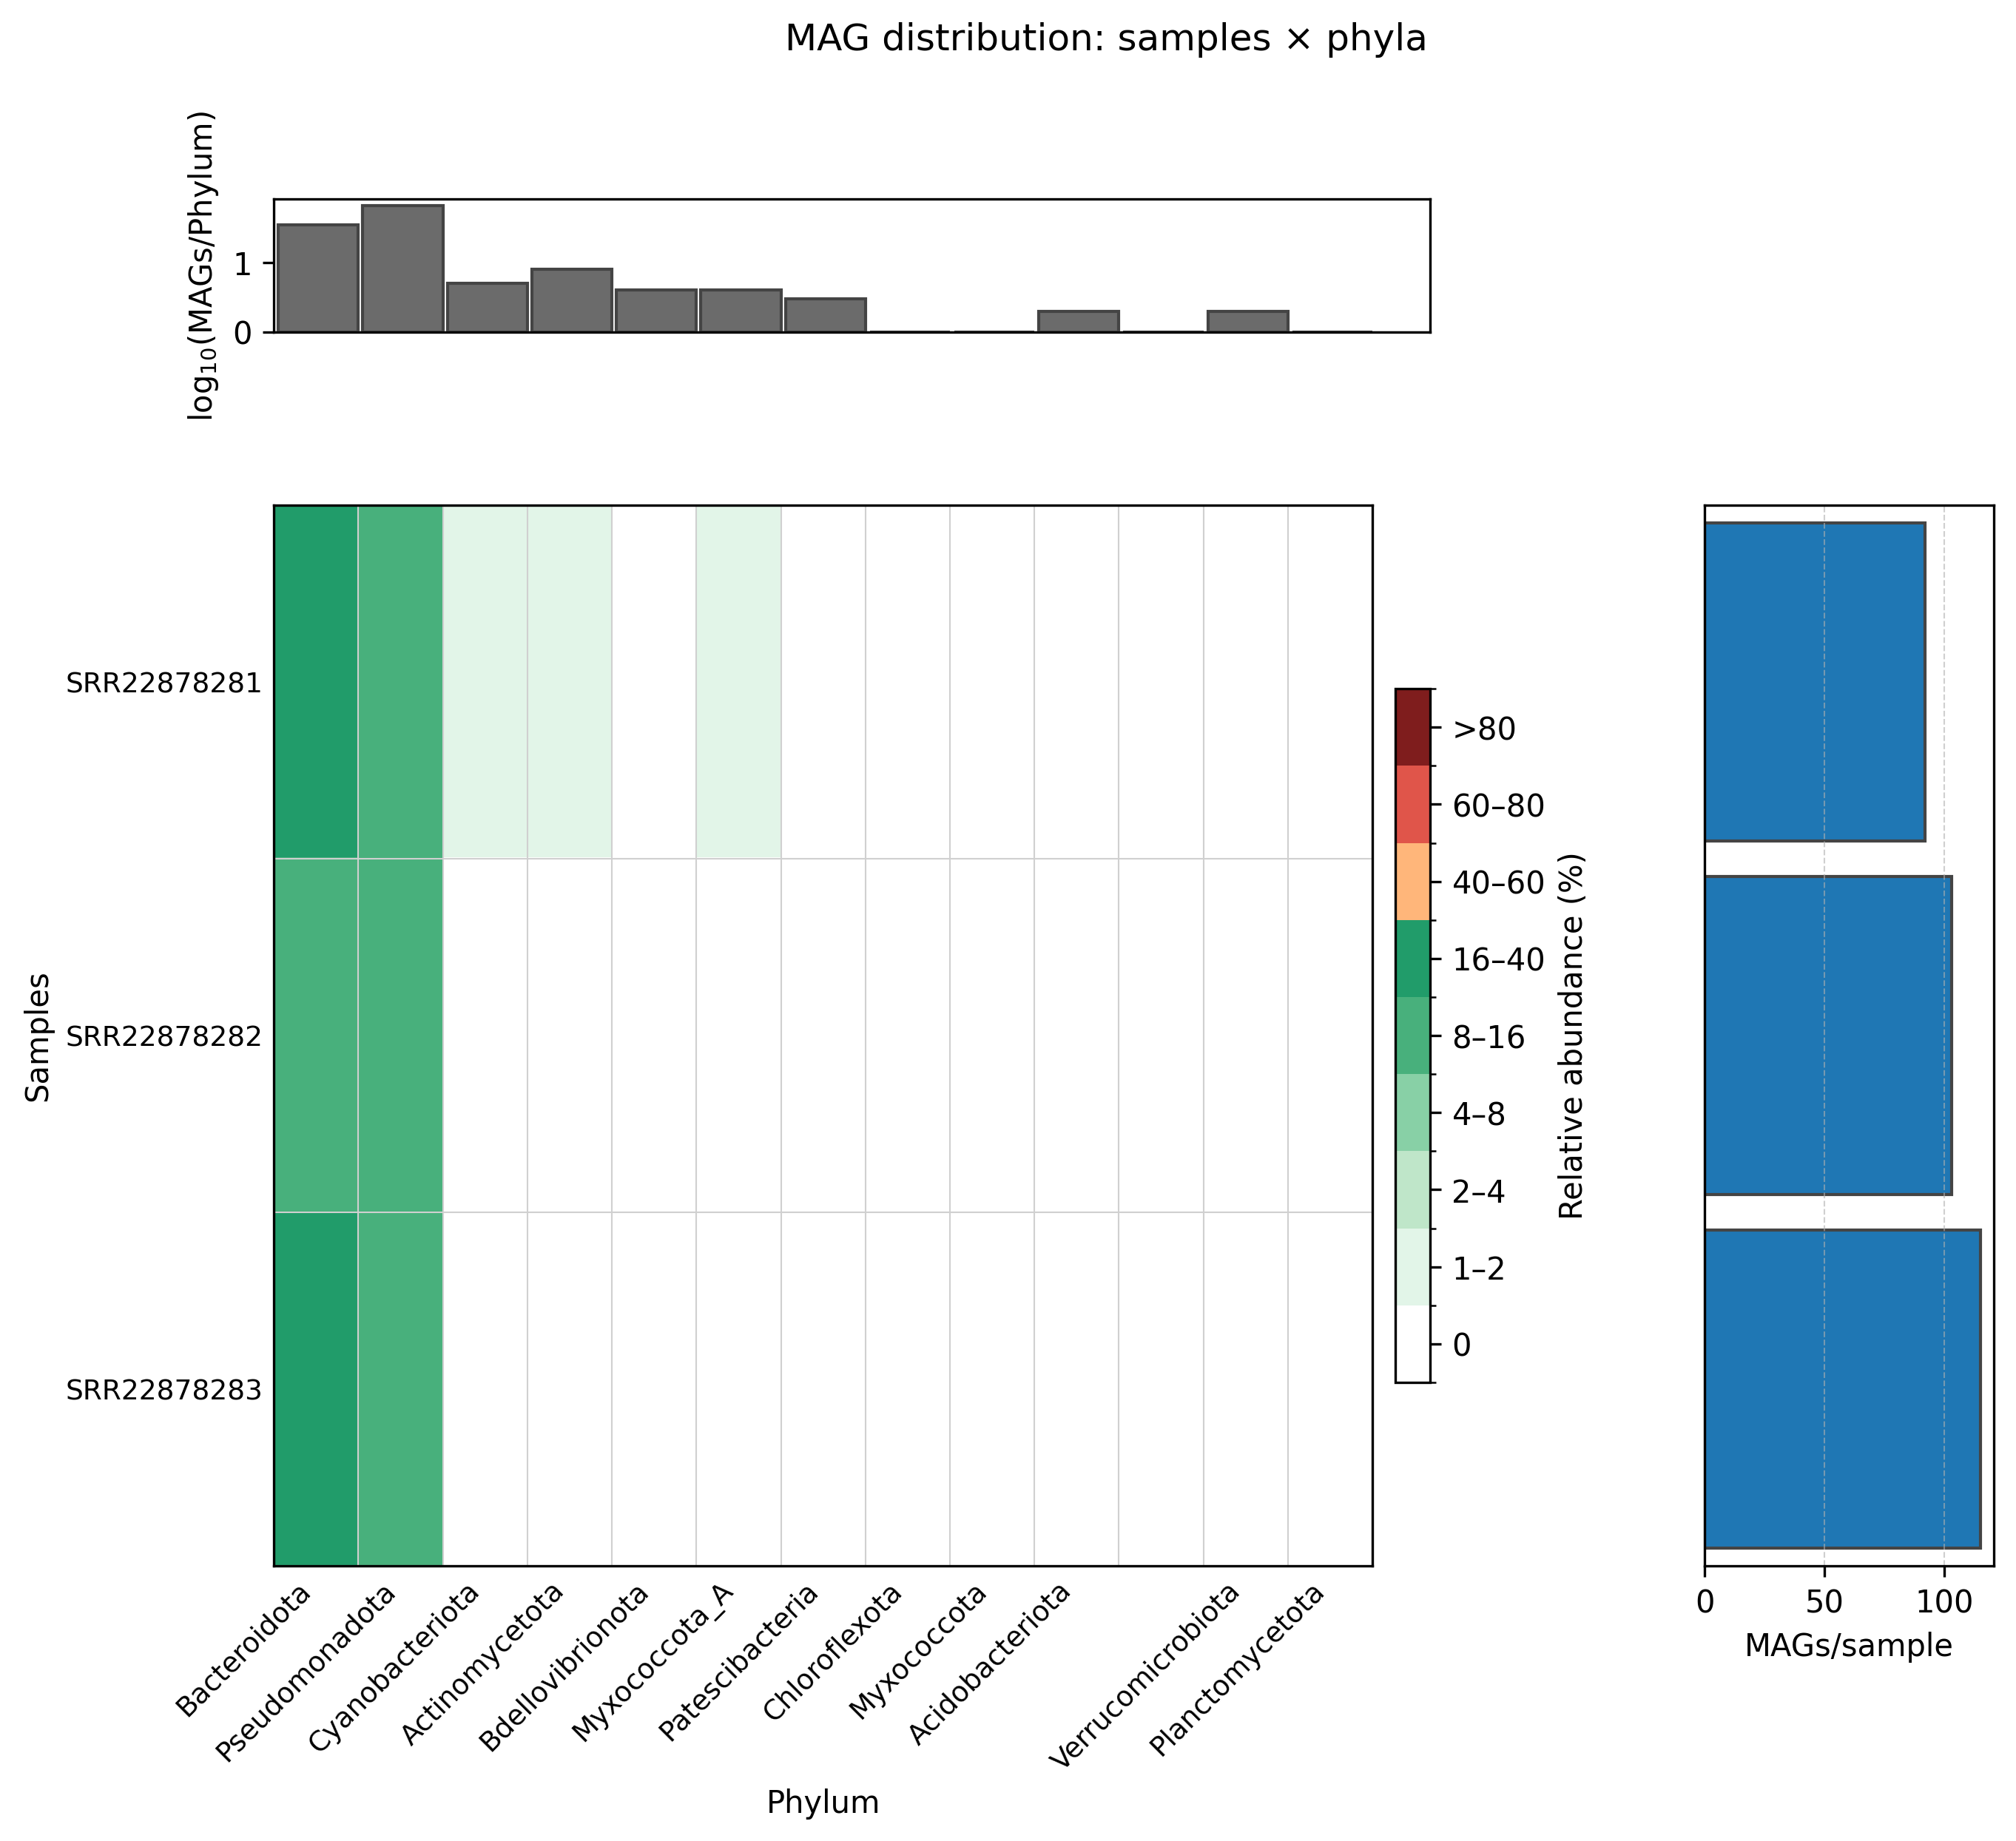 MAG distribution: samples × phyla
log₁₀(MAGs/Phylum)
1
0
Samples
SRR22878281
SRR22878282
SRR22878283
Bacteroidota
Pseudomonadota
Cyanobacteriota
Actinomycetota
Bdellovibrionota
Myxococcota_A
Patescibacteria
Chloroflexota
Myxococcota
Acidobacteriota
Verrucomicrobiota
Planctomycetota
Phylum
>80
60–80
40–60
16–40
8–16
4–8
2–4
1–2
0
Relative abundance (%)
0 50 100
MAGs/sample